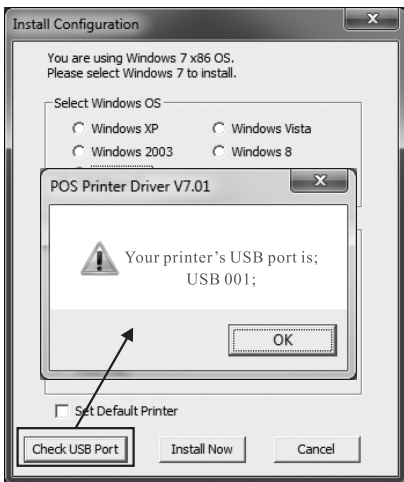 Install Configuration
You are using Windows 7 x86 OS.
Please select Windows 7 to install.
Select Windows OS
Windows XP Windows Vista
Windows 2003 Windows 8
POS Printer Driver V7.01
Your printer's USB port is;
USB 001;
OK
Set Default Printer
Check USB Port Install Now Cancel